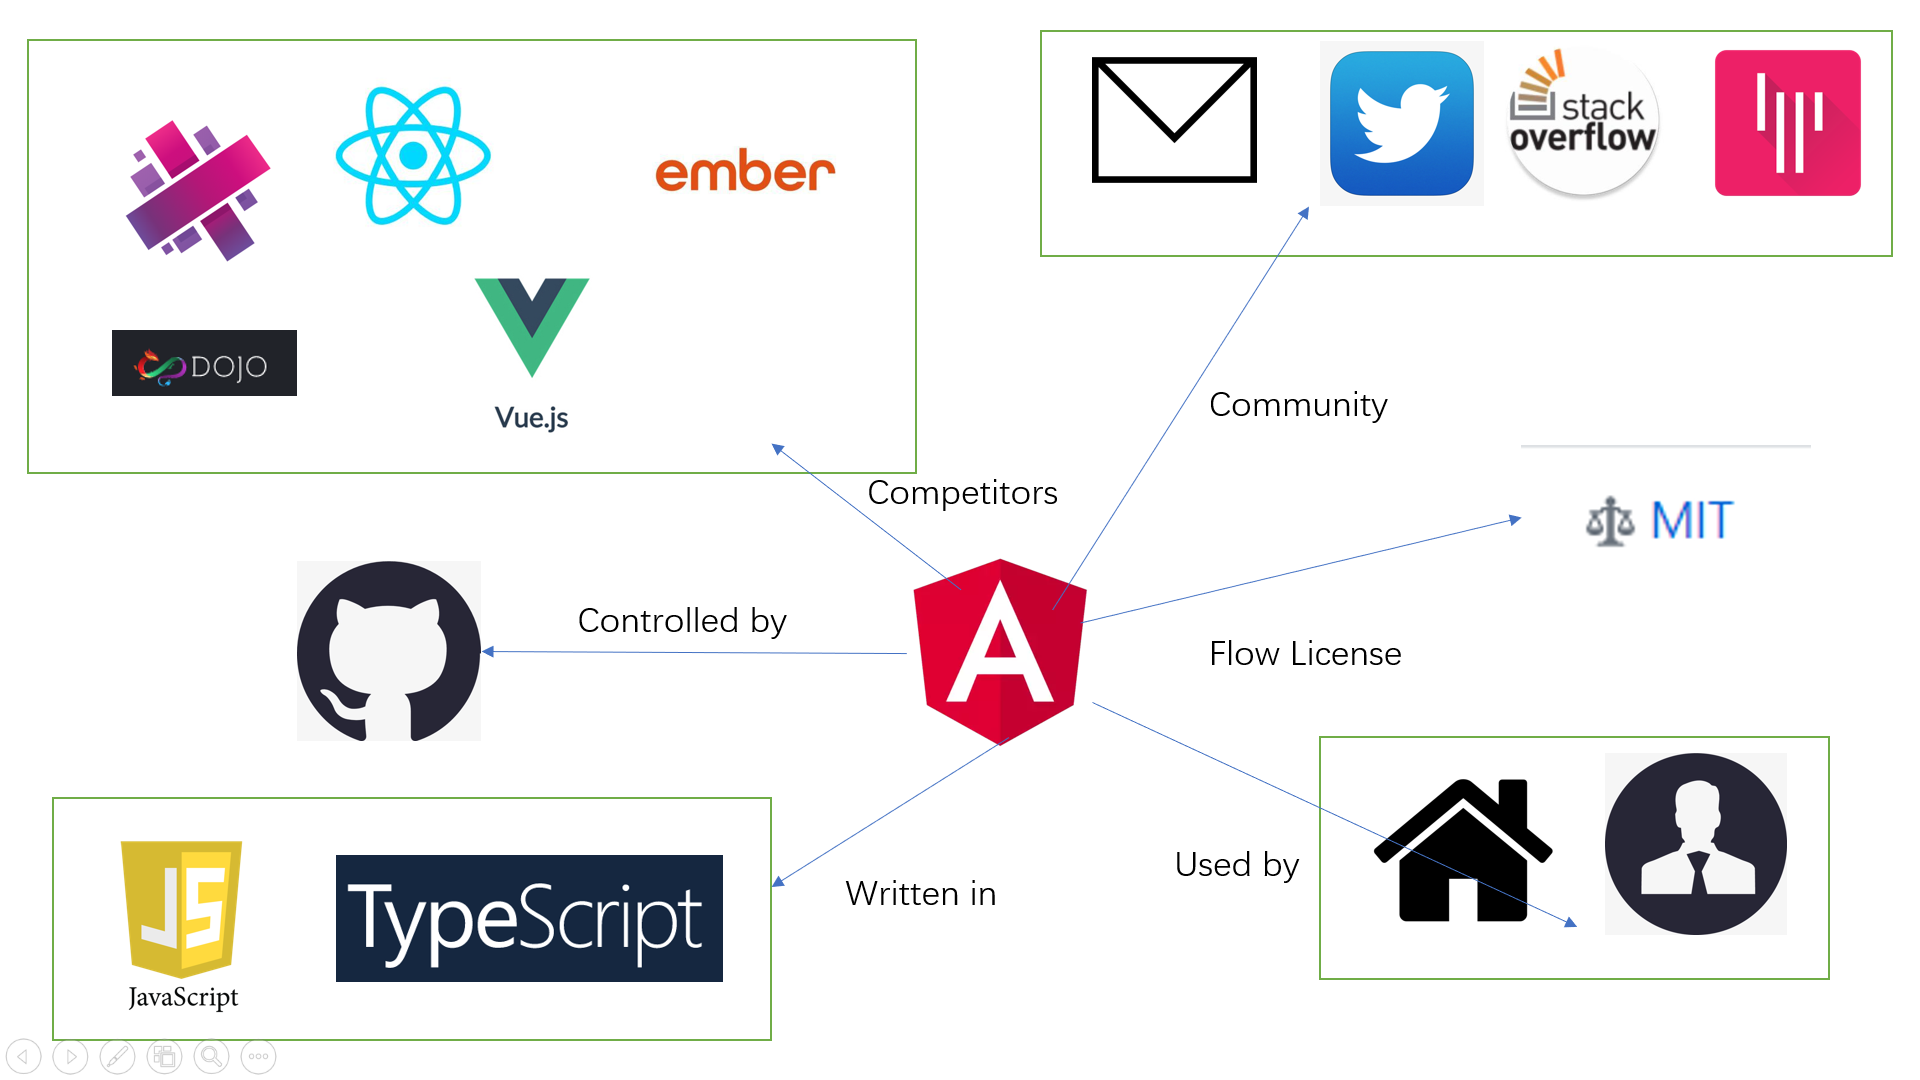 stack
overflow
ember
DOJO
Vue.js
Community
Competitors
MIT
Controlled by
Flow License
A
Used by
Written in
JS
TypeScript
JavaScript